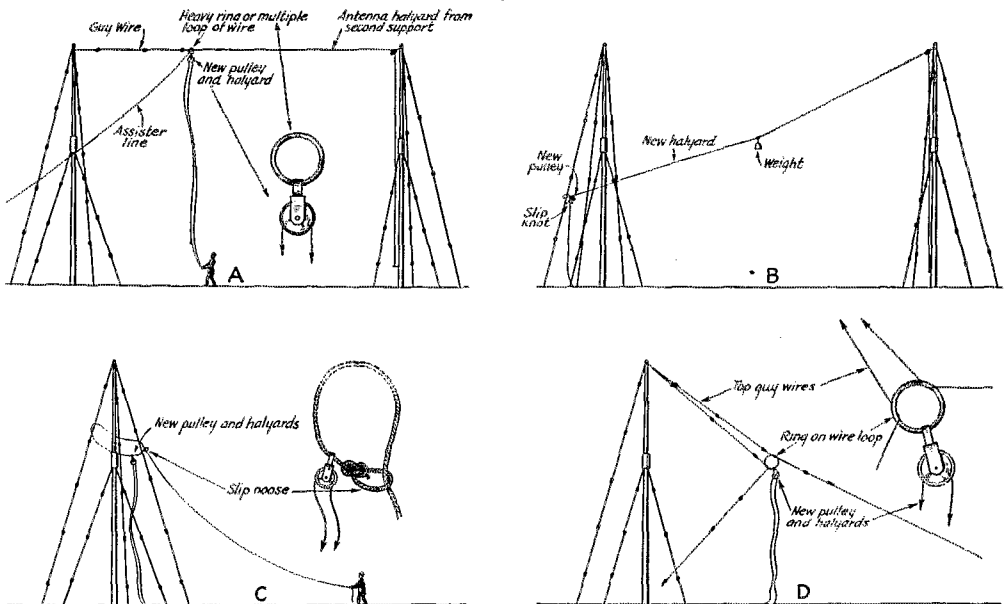 Guy Wire
Heavy ring or multiple
loop of wire
Antenna halyard from
second support
New pulley
and halyard
Assister
line
A
New
pulley
Slip
knot
New halyard
Weight
B
New pulley and halyards
Slip noose
C
Top guy wires
Ring on wire loop
New pulley
and halyards
D